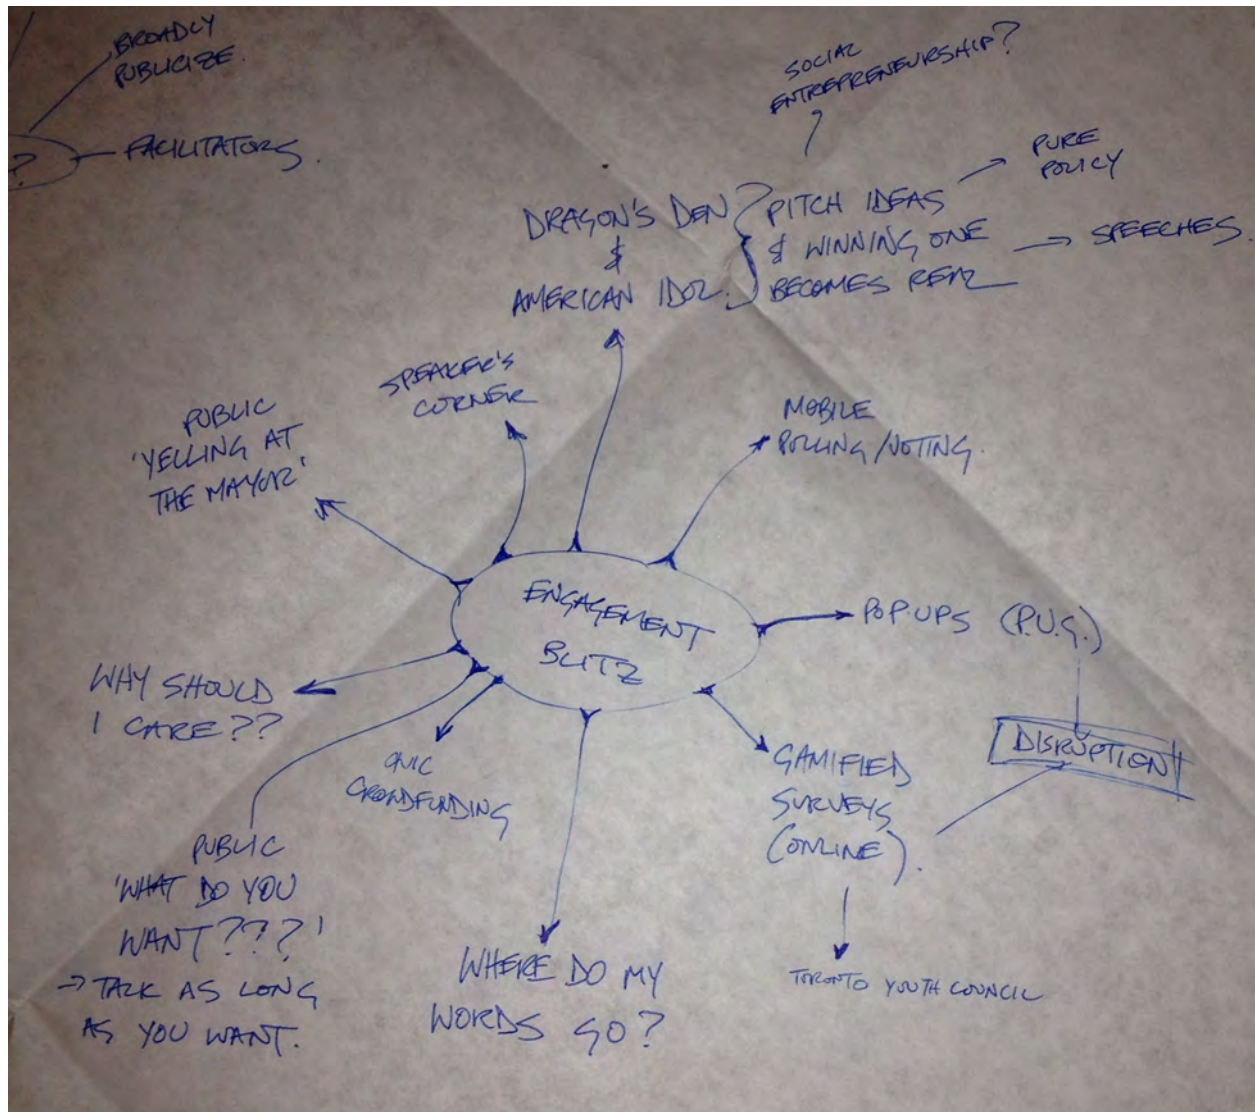 BROADLY
PUBLICIZE.
?
FACILITATORS.
SOCIAL
ENTREPRENEURSHIP?
DRAGON'S DEN
&
AMERICAN IDOL.
PITCH IDEAS
& WINNING ONE
BECOMES REAL
PURE
POLICY
SPEECHES.
SPEAKER'S
CORNER
PUBLIC
'YELLING AT
THE MAYOR'
MOBILE
POLLING/VOTING.
ENGAGEMENT
BLITZ
POP-UPS (P.U.G.)
DISRUPTION
WHY SHOULD
I CARE??
CIVIC
CROWDFUNDING
GAMIFIED
SURVEYS
(ONLINE).
TORONTO YOUTH COUNCIL
PUBLIC
'WHAT DO YOU
WANT???'
→ TALK AS LONG
AS YOU WANT.
WHERE DO MY
WORDS GO?